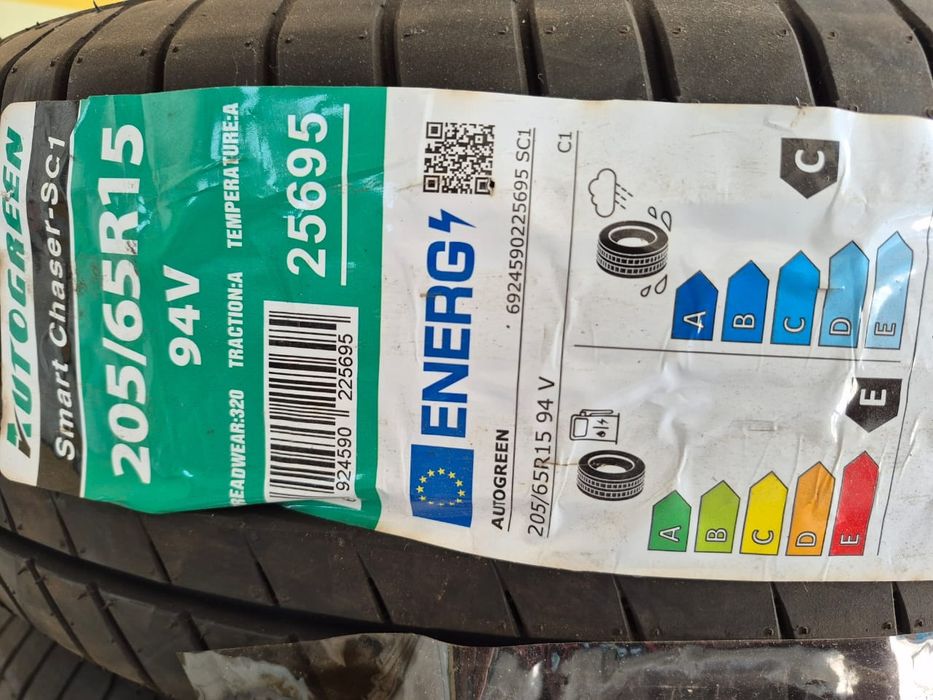 AUTOGREEN
Smart Chaser-SC1
205/65R15
94V
READWEAR:320 TRACTION:A TEMPERATURE:A
924590 225695
25695
ENERG
AUTOGREEN 6924590225695 SC1
205/65R15 94 V C1
A
B
C
D
E
E
A
B
C
D
E
C